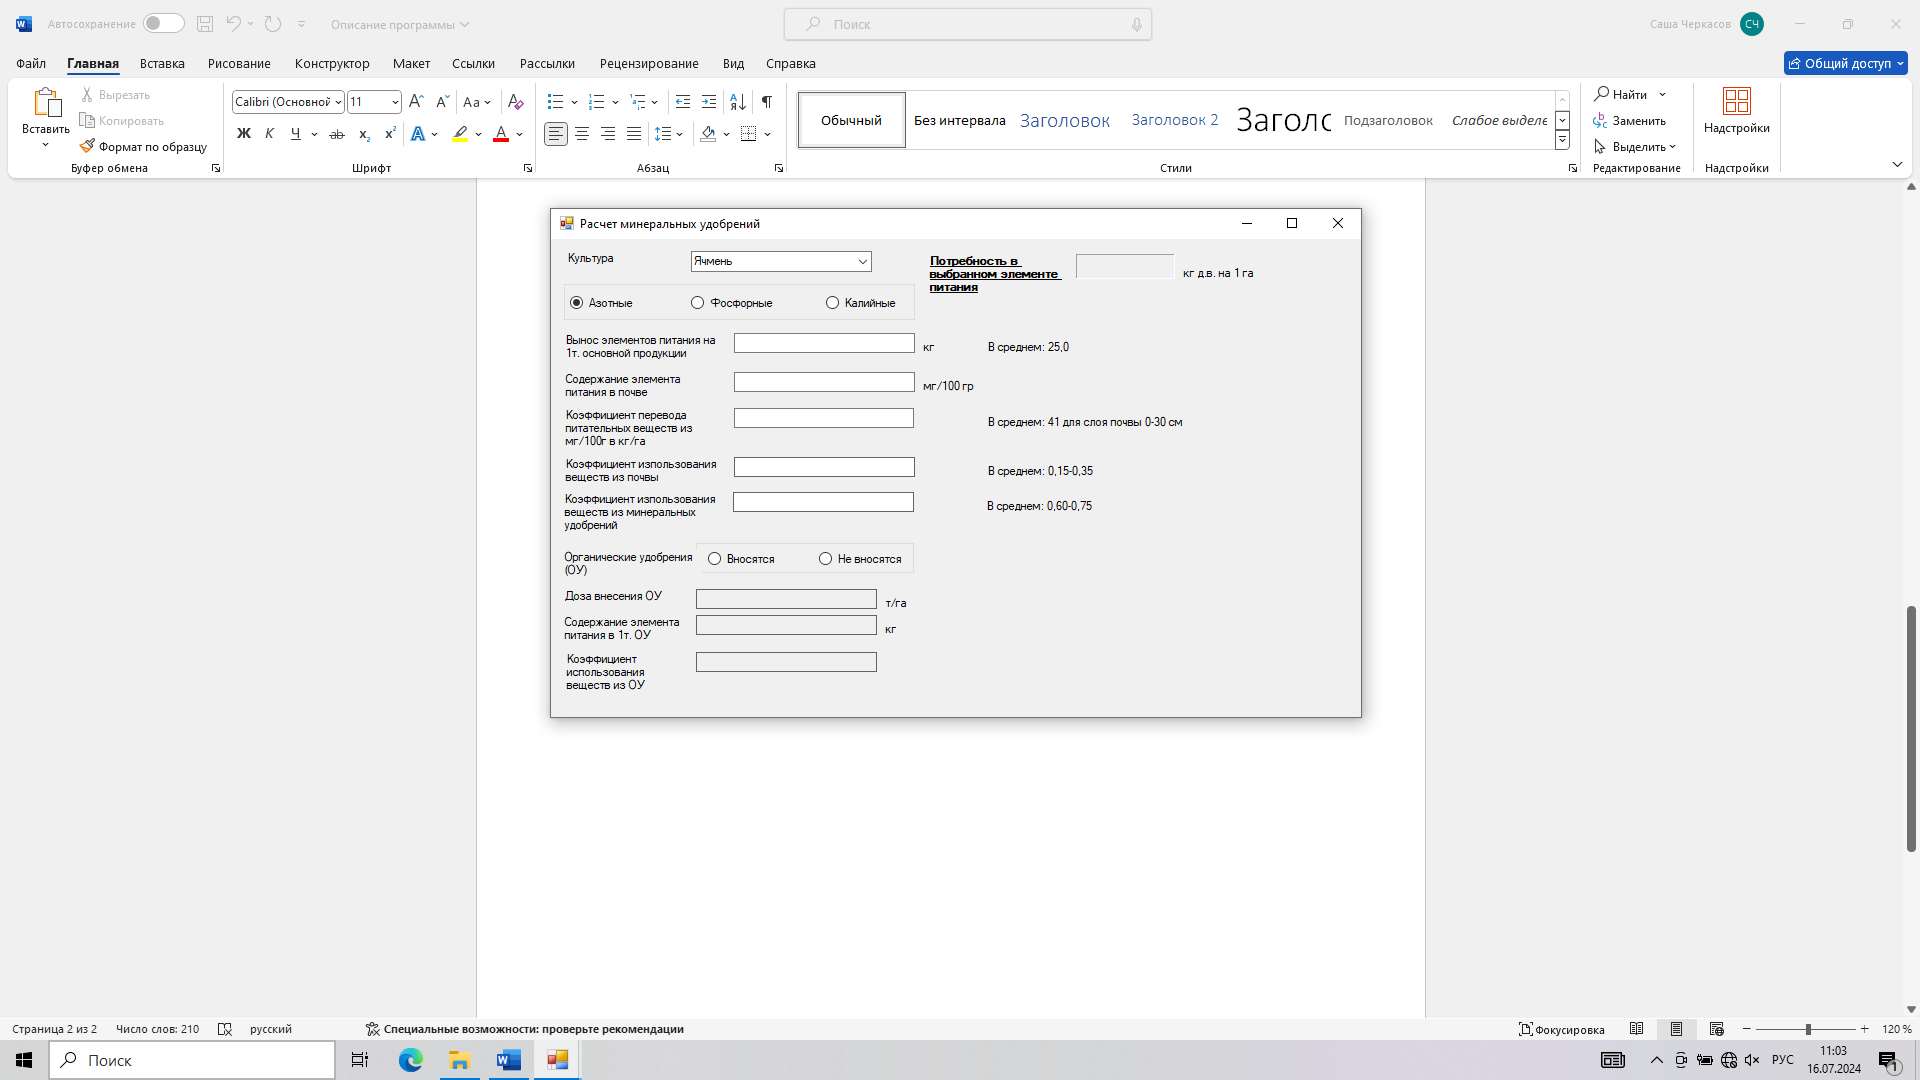 Автосохранение
Описание программы
Поиск
Саша Черкасов
СЧ
Файл Главная Вставка Рисование Конструктор Макет Ссылки Рассылки Рецензирование Вид Справка
Общий доступ
Вставить
Вырезать
Копировать
Формат по образцу
Буфер обмена
Calibri (Основной 11
Aa
Ж К Ч ab x₂ x²
Шрифт
Абзац
Обычный
Без интервала
Заголовок
Заголовок 2
Заголо
Подзаголовок
Слабое выделе
Стили
Найти
Заменить
Выделить
Редактирование
Надстройки
Надстройки
Расчет минеральных удобрений
Культура
Ячмень
Потребность в
выбранном элементе
питания
кг д.в. на 1 га
Азотные Фосфорные Калийные
Вынос элементов питания на
1т. основной продукции
кг
В среднем: 25,0
Содержание элемента
питания в почве
мг/100 гр
Коэффициент перевода
питательных веществ из
мг/100г в кг/га
В среднем: 41 для слоя почвы 0-30 см
Коэффициент изпользования
веществ из почвы
В среднем: 0,15-0,35
Коэффициент изпользования
веществ из минеральных
удобрений
В среднем: 0,60-0,75
Органические удобрения
(ОУ)
Вносятся Не вносятся
Доза внесения ОУ
т/га
Содержание элемента
питания в 1т. ОУ
кг
Коэффициент
использования
веществ из ОУ
Страница 2 из 2 Число слов: 210 русский
Специальные возможности: проверьте рекомендации
Фокусировка
120 %
Поиск
РУС
11:03
16.07.2024
1